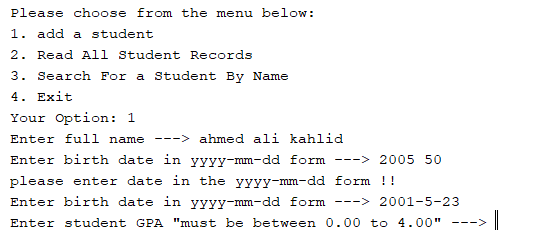 Please choose from the menu below:
1. add a student
2. Read All Student Records
3. Search For a Student By Name
4. Exit
Your Option: 1
Enter full name ---> ahmed ali kahlid
Enter birth date in yyyy-mm-dd form ---> 2005 50
please enter date in the yyyy-mm-dd form !!
Enter birth date in yyyy-mm-dd form ---> 2001-5-23
Enter student GPA "must be between 0.00 to 4.00" --->